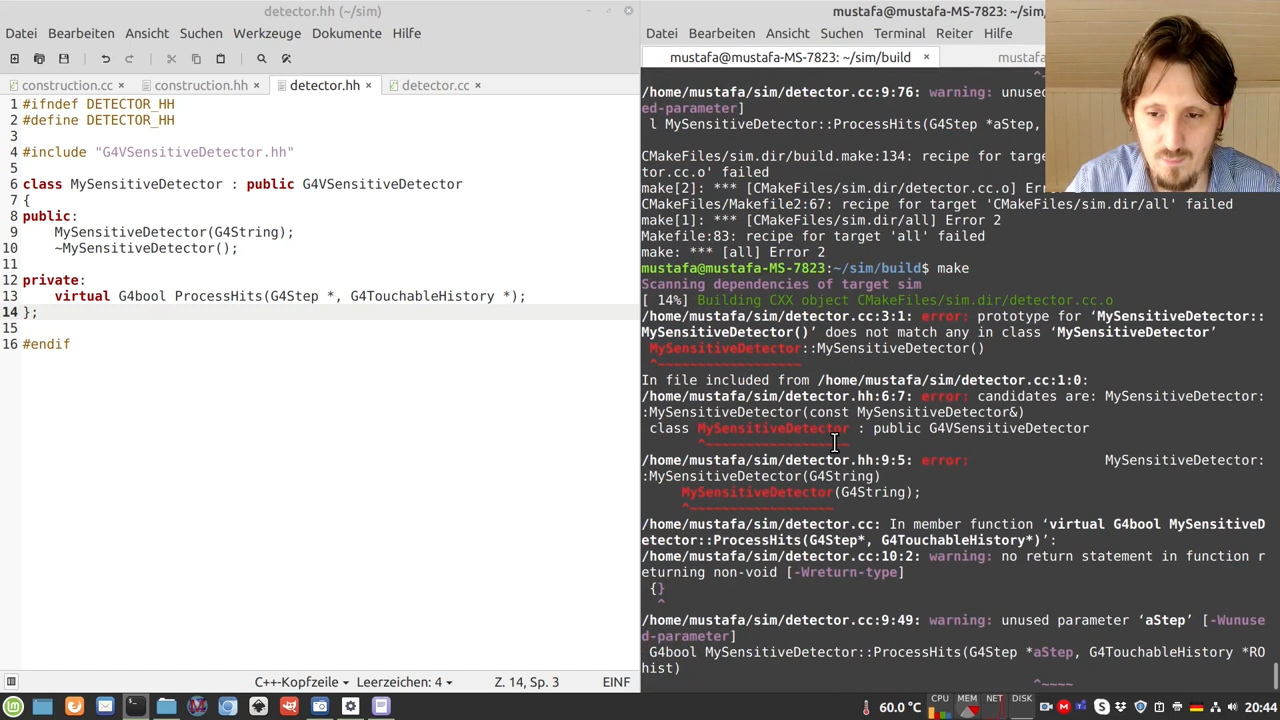 detector.hh (~/sim)
Datei Bearbeiten Ansicht Suchen Werkzeuge Dokumente Hilfe
construction.cc × construction.hh × detector.hh × detector.cc ×
1 #ifndef DETECTOR_HH
2 #define DETECTOR_HH
3
4 #include "G4VSensitiveDetector.hh"
5
6 class MySensitiveDetector : public G4VSensitiveDetector
7 {
8 public:
9 MySensitiveDetector(G4String);
10 ~MySensitiveDetector();
11
12 private:
13 virtual G4bool ProcessHits(G4Step *, G4TouchableHistory *);
14 };
15
16 #endif
C++-Kopfzeile Leerzeichen: 4 Z. 14, Sp. 3 EINF
mustafa@mustafa-MS-7823: ~/sim/
Datei Bearbeiten Ansicht Suchen Terminal Reiter Hilfe
mustafa@mustafa-MS-7823: ~/sim/build × mustafa@
^~
/home/mustafa/sim/detector.cc:9:76: warning: unused
ed-parameter]
l MySensitiveDetector::ProcessHits(G4Step *aStep,
CMakeFiles/sim.dir/build.make:134: recipe for targe
tor.cc.o' failed
make[2]: *** [CMakeFiles/sim.dir/detector.cc.o] Er
CMakeFiles/Makefile2:67: recipe for target 'CMakeFiles/sim.dir/all' failed
make[1]: *** [CMakeFiles/sim.dir/all] Error 2
Makefile:83: recipe for target 'all' failed
make: *** [all] Error 2
mustafa@mustafa-MS-7823:~/sim/build$ make
Scanning dependencies of target sim
[ 14%] Building CXX object CMakeFiles/sim.dir/detector.cc.o
/home/mustafa/sim/detector.cc:3:1: error: prototype for ‘MySensitiveDetector::
MySensitiveDetector()’ does not match any in class ‘MySensitiveDetector’
MySensitiveDetector::MySensitiveDetector()
^~~~~~~~~~~~~~~~~~~
In file included from /home/mustafa/sim/detector.cc:1:0:
/home/mustafa/sim/detector.hh:6:7: error: candidates are: MySensitiveDetector:
:MySensitiveDetector(const MySensitiveDetector&)
class MySensitiveDetector : public G4VSensitiveDetector
^~~~~~~~~~~~~~~~~~~
/home/mustafa/sim/detector.hh:9:5: error: MySensitiveDetector:
:MySensitiveDetector(G4String)
MySensitiveDetector(G4String);
^~~~~~~~~~~~~~~~~~~
/home/mustafa/sim/detector.cc: In member function ‘virtual G4bool MySensitiveD
etector::ProcessHits(G4Step*, G4TouchableHistory*)’:
/home/mustafa/sim/detector.cc:10:2: warning: no return statement in function r
eturning non-void [-Wreturn-type]
{}
^
/home/mustafa/sim/detector.cc:9:49: warning: unused parameter ‘aStep’ [-Wunuse
d-parameter]
G4bool MySensitiveDetector::ProcessHits(G4Step *aStep, G4TouchableHistory *RO
hist)
^~~~~
60.0 °C CPU MEM NET DISK 20:44